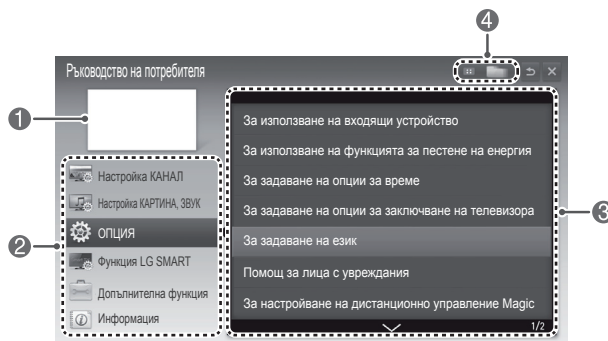 4
Ръководство на потребителя
1
2
Настройка КАНАЛ
Настройка КАРТИНА, ЗВУК
ОПЦИЯ
Функция LG SMART
Допълнителна функция
Информация
За използване на входящи устройство
За използване на функцията за пестене на енергия
За задаване на опции за време
За задаване на опции за заключване на телевизора
За задаване на език
Помощ за лица с увреждания
За настройване на дистанционно управление Magic
1/2
3